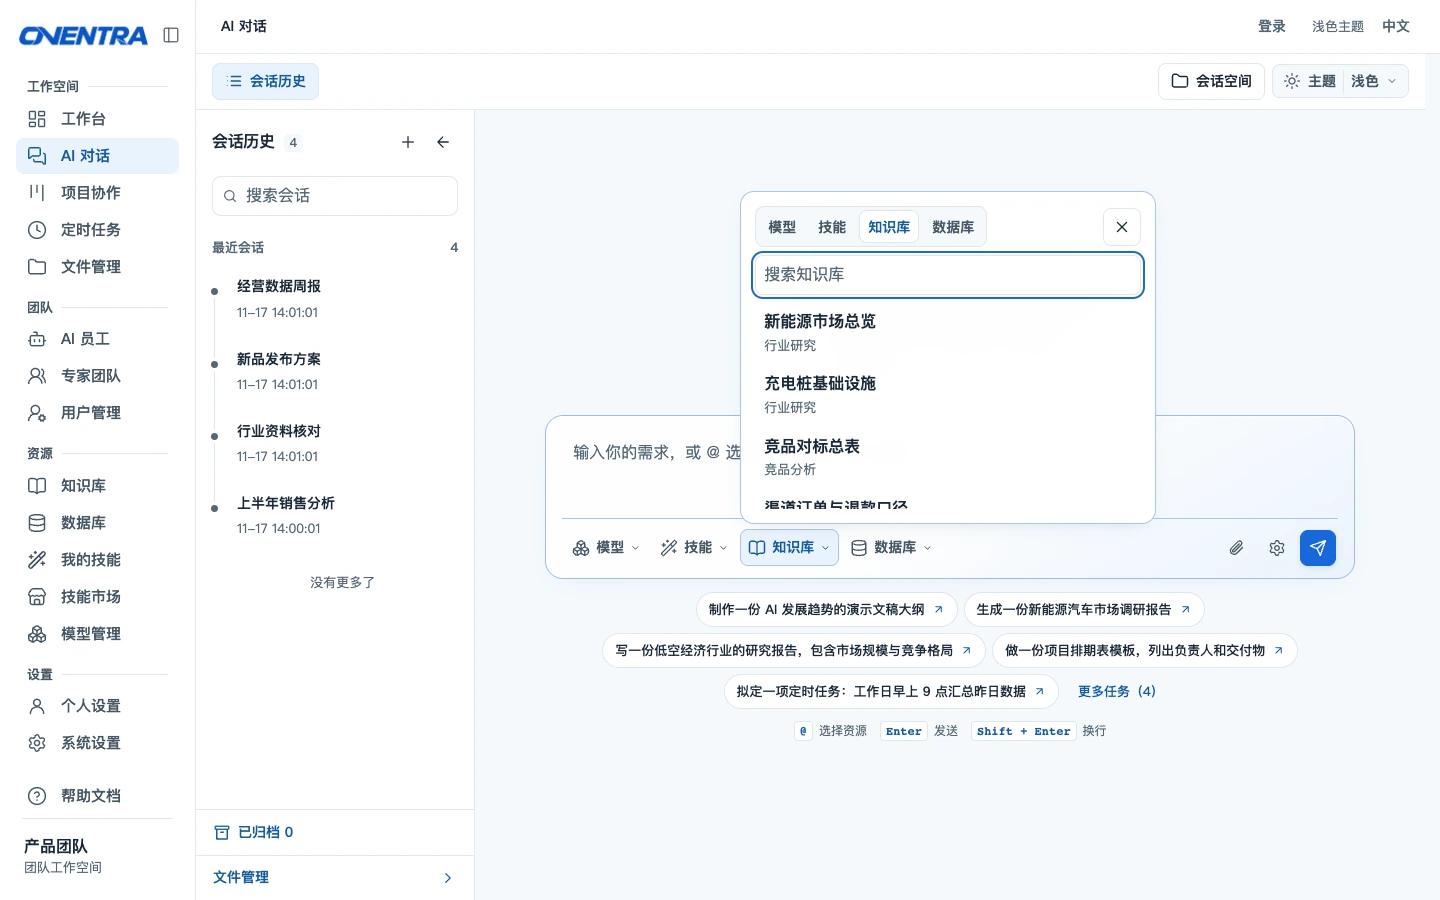 ONENTRA
工作空间
工作台
AI 对话
项目协作
定时任务
文件管理
团队
AI 员工
专家团队
用户管理
资源
知识库
数据库
我的技能
技能市场
模型管理
设置
个人设置
系统设置
帮助文档
产品团队
团队工作空间
AI 对话
登录
浅色主题
中文
会话历史
会话空间
主题
浅色
会话历史 4
搜索会话
最近会话 4
经营数据周报
11-17 14:01:01
新品发布方案
11-17 14:01:01
行业资料核对
11-17 14:01:01
上半年销售分析
11-17 14:00:01
没有更多了
已归档 0
文件管理
模型 技能 知识库 数据库
搜索知识库
新能源市场总览
行业研究
充电桩基础设施
行业研究
竞品对标总表
竞品分析
渠道订单与退款口径
输入你的需求，或 @ 选
模型 技能 知识库 数据库
制作一份 AI 发展趋势的演示文稿大纲
生成一份新能源汽车市场调研报告
写一份低空经济行业的研究报告，包含市场规模与竞争格局
做一份项目排期表模板，列出负责人和交付物
拟定一项定时任务：工作日早上 9 点汇总昨日数据
更多任务（4）
@ 选择资源 Enter 发送 Shift + Enter 换行